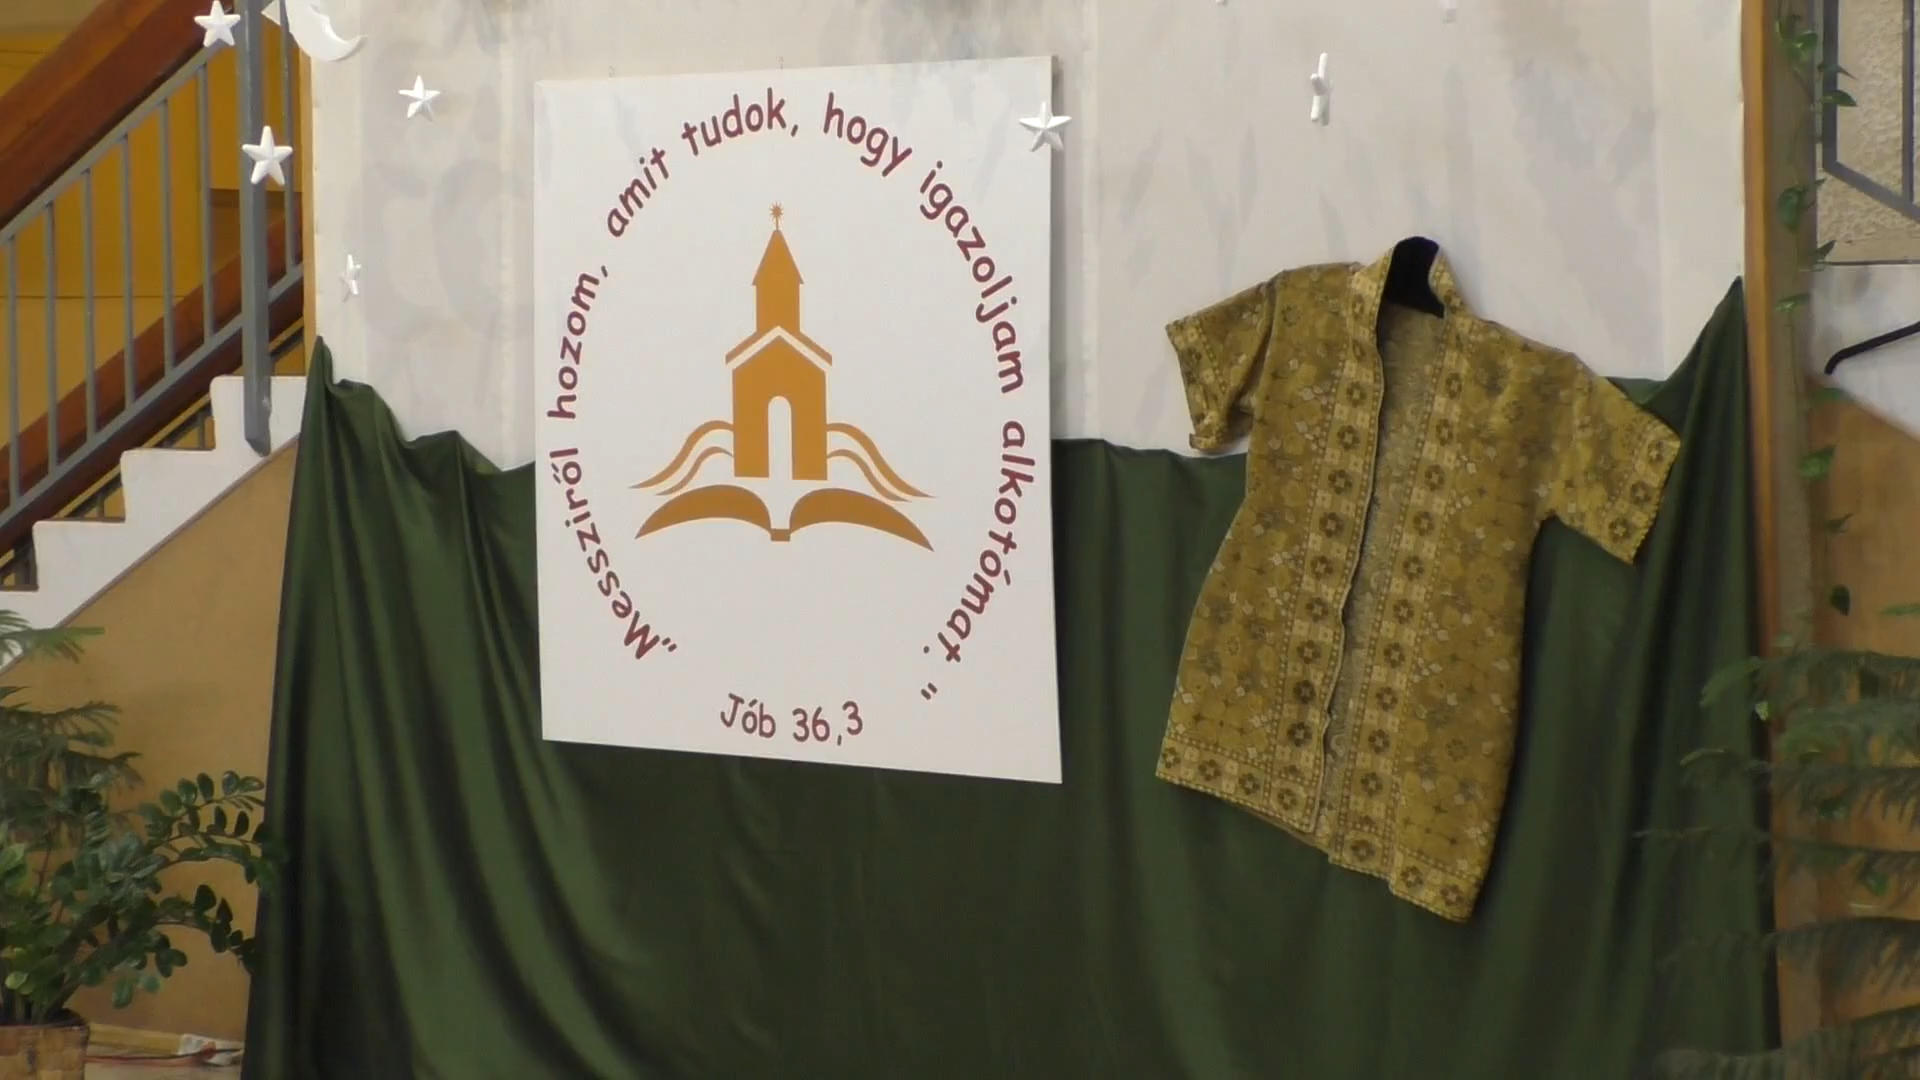 „Messziről hozom, amit tudok, hogy igazoljam alkotómat."
Jób 36,3